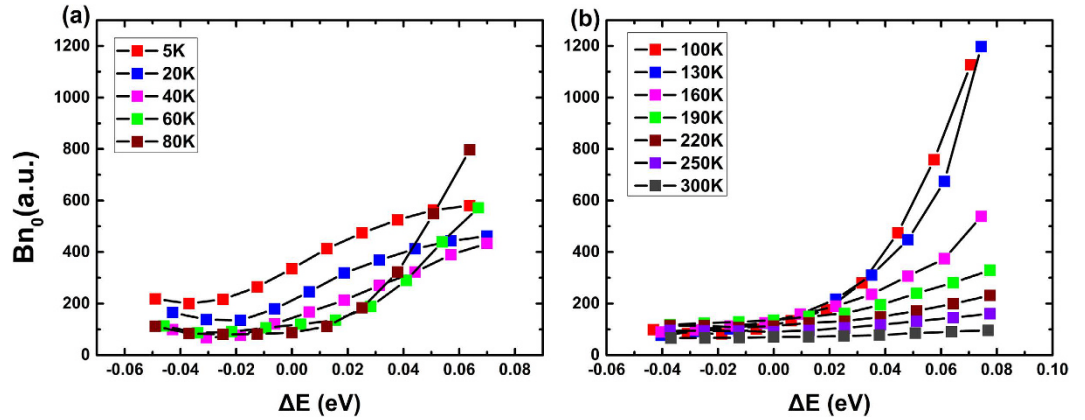 (a)
(b)
1200
1000
800
600
400
200
0
5K
20K
40K
60K
80K
Bn0(a.u.)
-0.06 -0.04 -0.02 0.00 0.02 0.04 0.06 0.08
ΔE (eV)
1200
1000
800
600
400
200
0
100K
130K
160K
190K
220K
250K
300K
-0.06 -0.04 -0.02 0.00 0.02 0.04 0.06 0.08 0.10
ΔE (eV)